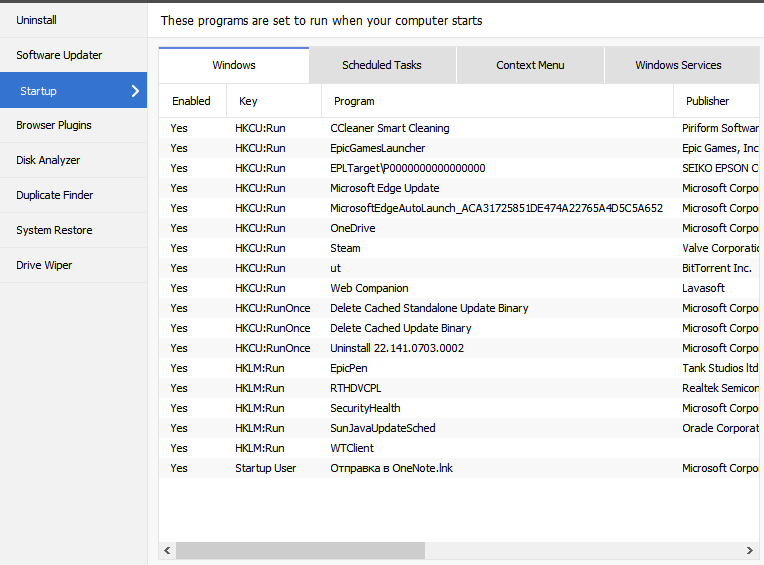 Uninstall
Software Updater
Startup
Browser Plugins
Disk Analyzer
Duplicate Finder
System Restore
Drive Wiper
These programs are set to run when your computer starts
Windows Scheduled Tasks Context Menu Windows Services
Enabled Key Program Publisher
Yes HKCU:Run CCleaner Smart Cleaning Piriform Softwar
Yes HKCU:Run EpicGamesLauncher Epic Games, Inc
Yes HKCU:Run EPLTarget\P0000000000000000 SEIKO EPSON C
Yes HKCU:Run Microsoft Edge Update Microsoft Corpo
Yes HKCU:Run MicrosoftEdgeAutoLaunch_ACA31725851DE474A22765A4D5C5A652 Microsoft Corpo
Yes HKCU:Run OneDrive Microsoft Corpo
Yes HKCU:Run Steam Valve Corporatio
Yes HKCU:Run ut BitTorrent Inc.
Yes HKCU:Run Web Companion Lavasoft
Yes HKCU:RunOnce Delete Cached Standalone Update Binary Microsoft Corpo
Yes HKCU:RunOnce Delete Cached Update Binary Microsoft Corpo
Yes HKCU:RunOnce Uninstall 22.141.0703.0002 Microsoft Corpo
Yes HKLM:Run EpicPen Tank Studios ltd
Yes HKLM:Run RTHDVCPL Realtek Semicon
Yes HKLM:Run SecurityHealth Microsoft Corpo
Yes HKLM:Run SunJavaUpdateSched Oracle Corporat
Yes HKLM:Run WTClient
Yes Startup User Отправка в OneNote.lnk Microsoft Corpo